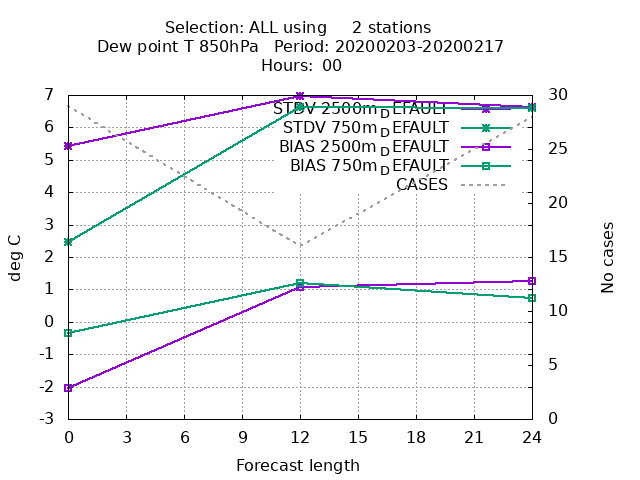 Selection: ALL using 2 stations
Dew point T 850hPa Period: 20200203-20200217
Hours: 00
7
6
5
4
3
2
1
0
-1
-2
-3
deg C
STDV 2500m_DEFAULT
STDV 750m_DEFAULT
BIAS 2500m_DEFAULT
BIAS 750m_DEFAULT
CASES
30
25
20
15
10
5
0
No cases
0 3 6 9 12 15 18 21 24
Forecast length